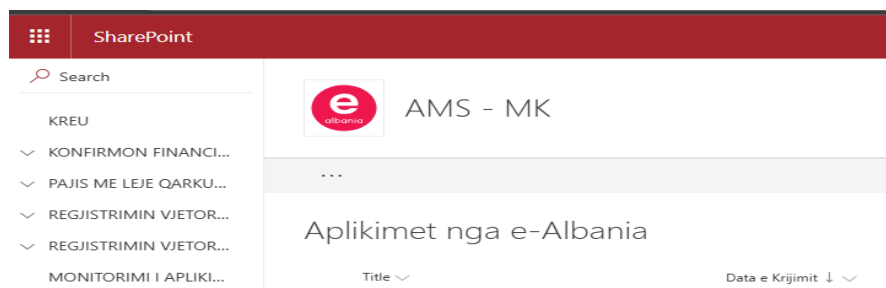 SharePoint
Search
KREU
KONFIRMON FINANCI...
PAJIS ME LEJE QARKU...
REGJISTRIMIN VJETOR...
REGJISTRIMIN VJETOR...
MONITORIMI I APLIKI...
e
albania
AMS - MK
...
Aplikimet nga e-Albania
Title
Data e Krijimit ↓